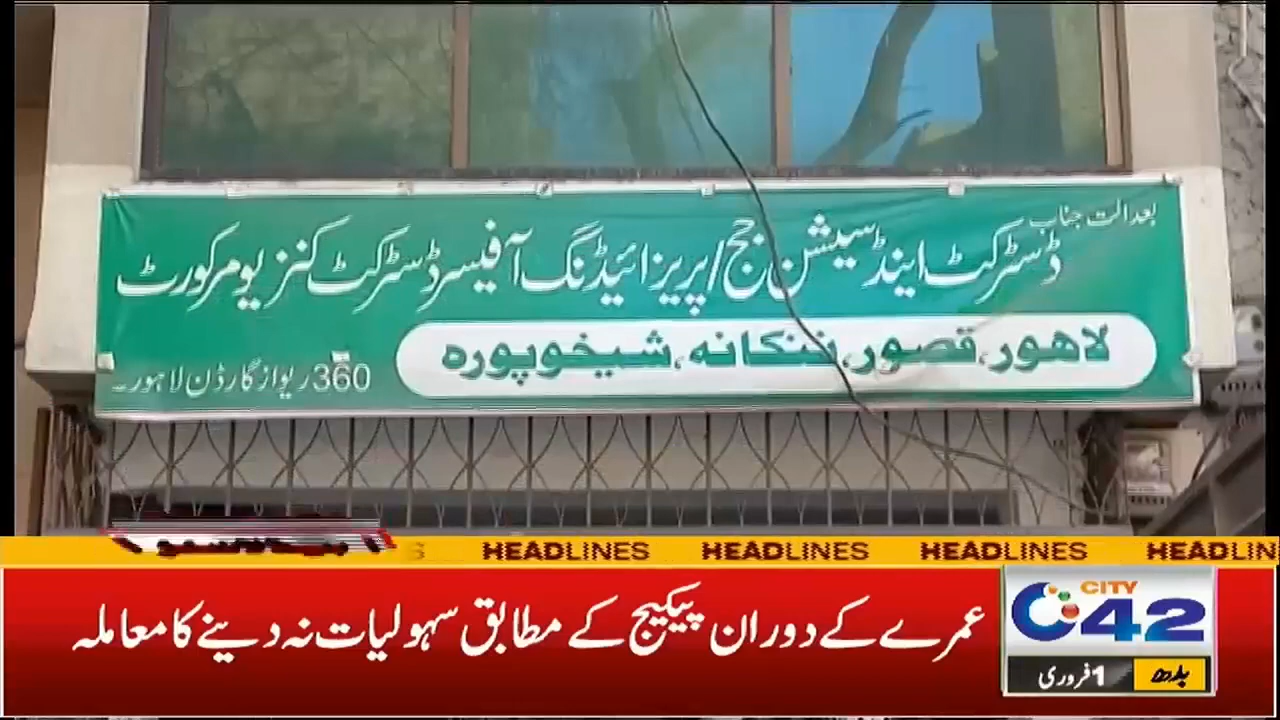 بعدالت جناب
ڈسٹرکٹ اینڈ سیشن جج / پریزائیڈنگ آفیسر ڈسٹرکٹ کنزیومر کورٹ
لاہور، قصور، ننکانہ، شیخوپورہ
360 ریواز گارڈن لاہور۔
HEADLINES HEADLINES HEADLINES HEADLIN
عمرے کے دوران پیکیج کے مطابق سہولیات نہ دینے کا معاملہ
CITY
42
بدھ 1 فروری